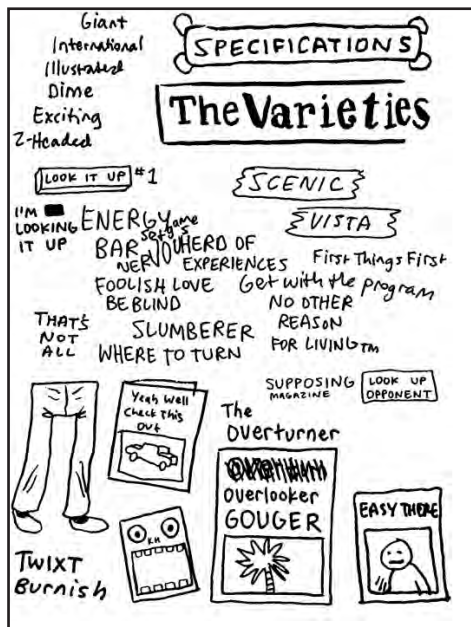 Giant
International
Illustrated
Dime
Exciting
2-Headed
SPECIFICATIONS
The Varieties
LOOK IT UP #1
SCENIC
VISTA
I'M
LOOKING
IT UP
ENERGY
BAR
NERVOUS
HERD OF
EXPERIENCES
First Things First
FOOLISH LOVE
Get with the program
BE BLIND
NO OTHER
REASON
FOR LIVING TM
THAT'S
NOT
ALL
SLUMBERER
WHERE TO TURN
SUPPOSING
MAGAZINE
LOOK UP
OPPONENT
Yeah Well
Check This
Out
The
Overturner
Overlooker
GOUGER
EASY THERE
KH
TWIXT
Burnish